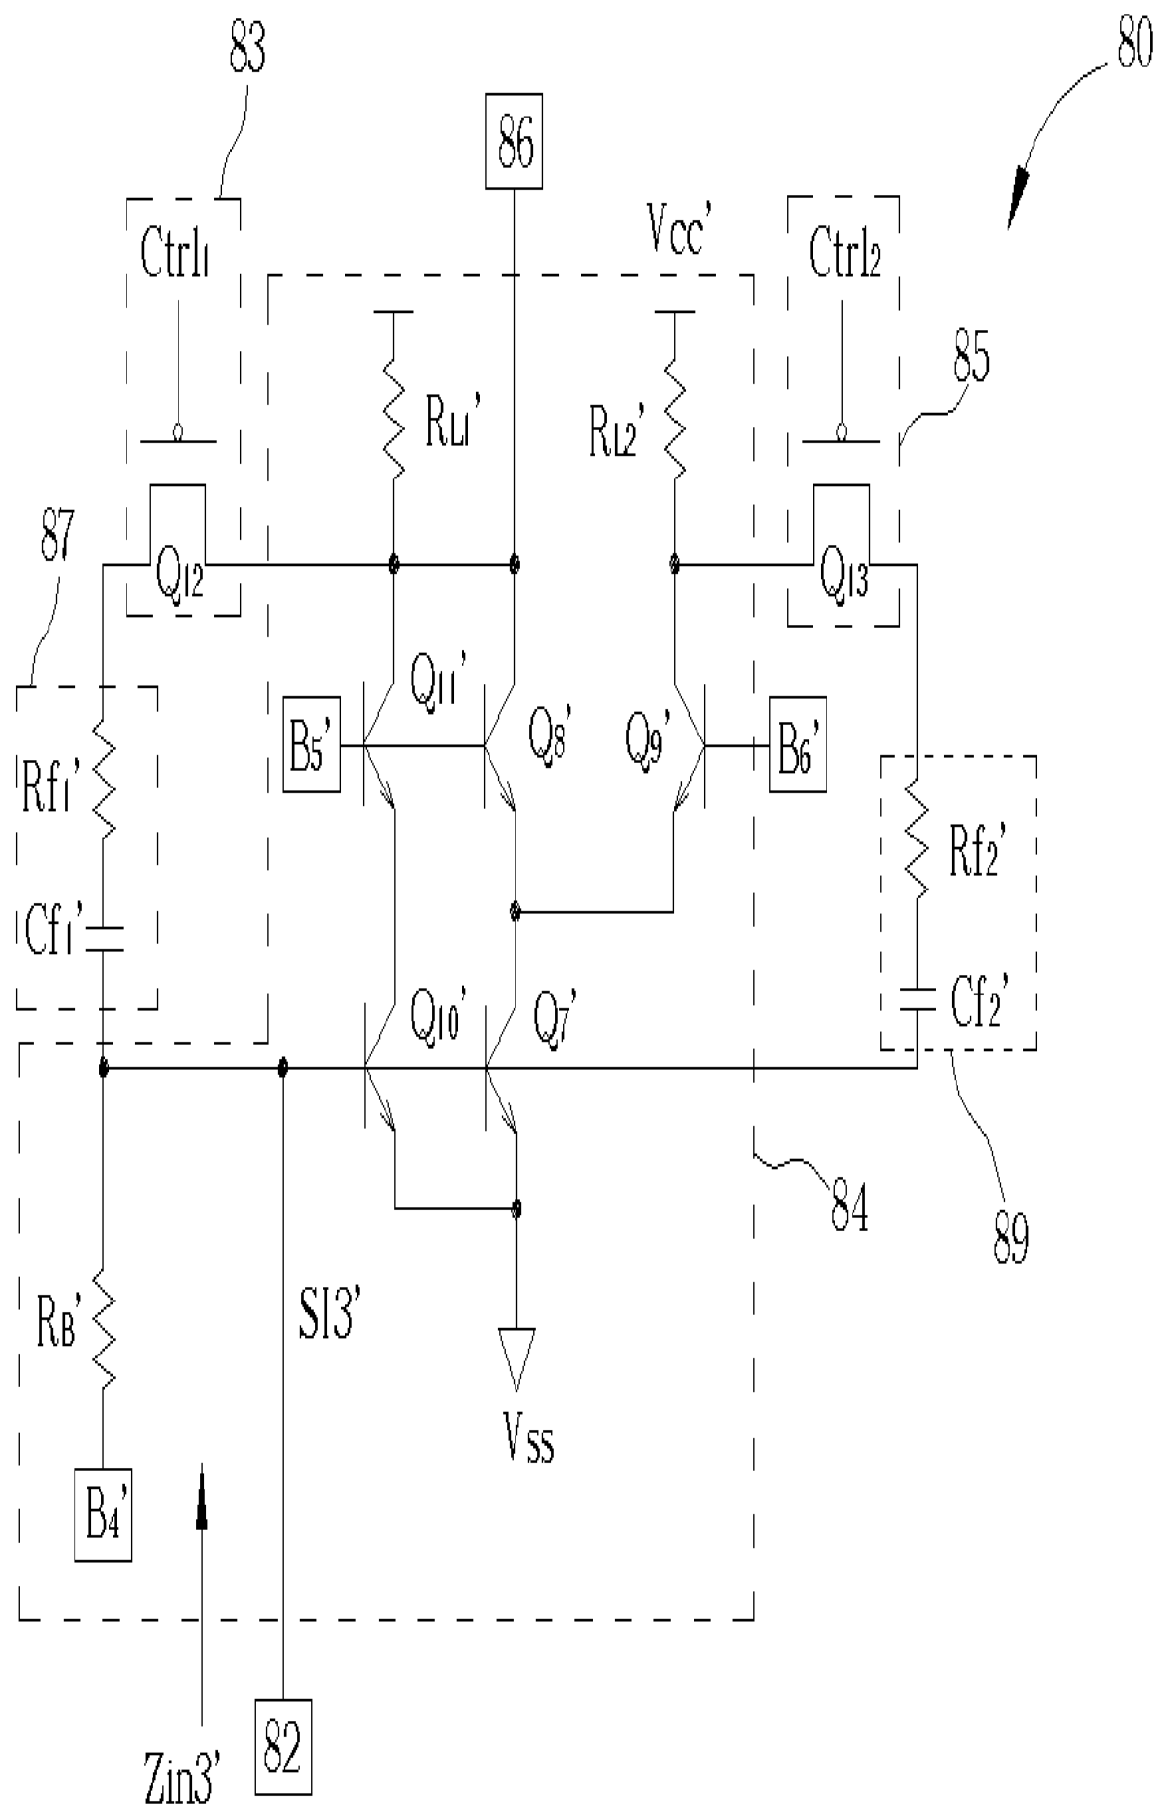 80
83
86
Vcc'
Ctrl1
Ctrl2
85
RL1'
RL2'
87
Q12
Q13
Q11'
B5'
Q8'
Q9'
B6'
Rf1'
Rf2'
Cf1'
Q10'
Q7'
Cf2'
84
89
RB'
SI3'
Vss
B4'
82
Zin3'